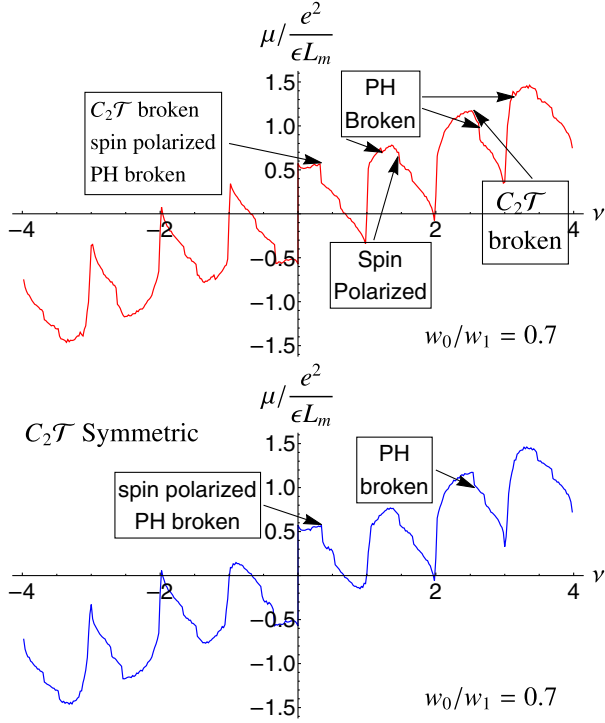 μ/ e²/ϵLₘ
1.5
1.0
0.5
-0.5
-1.0
-1.5
-4
-2
2
4
ν
C₂𝒯 broken
spin polarized
PH broken
PH
Broken
C₂𝒯
broken
Spin
Polarized
w₀/w₁ = 0.7
μ/ e²/ϵLₘ
C₂𝒯 Symmetric
1.5
1.0
0.5
-0.5
-1.0
-1.5
-4
-2
2
4
ν
spin polarized
PH broken
PH
broken
w₀/w₁ = 0.7